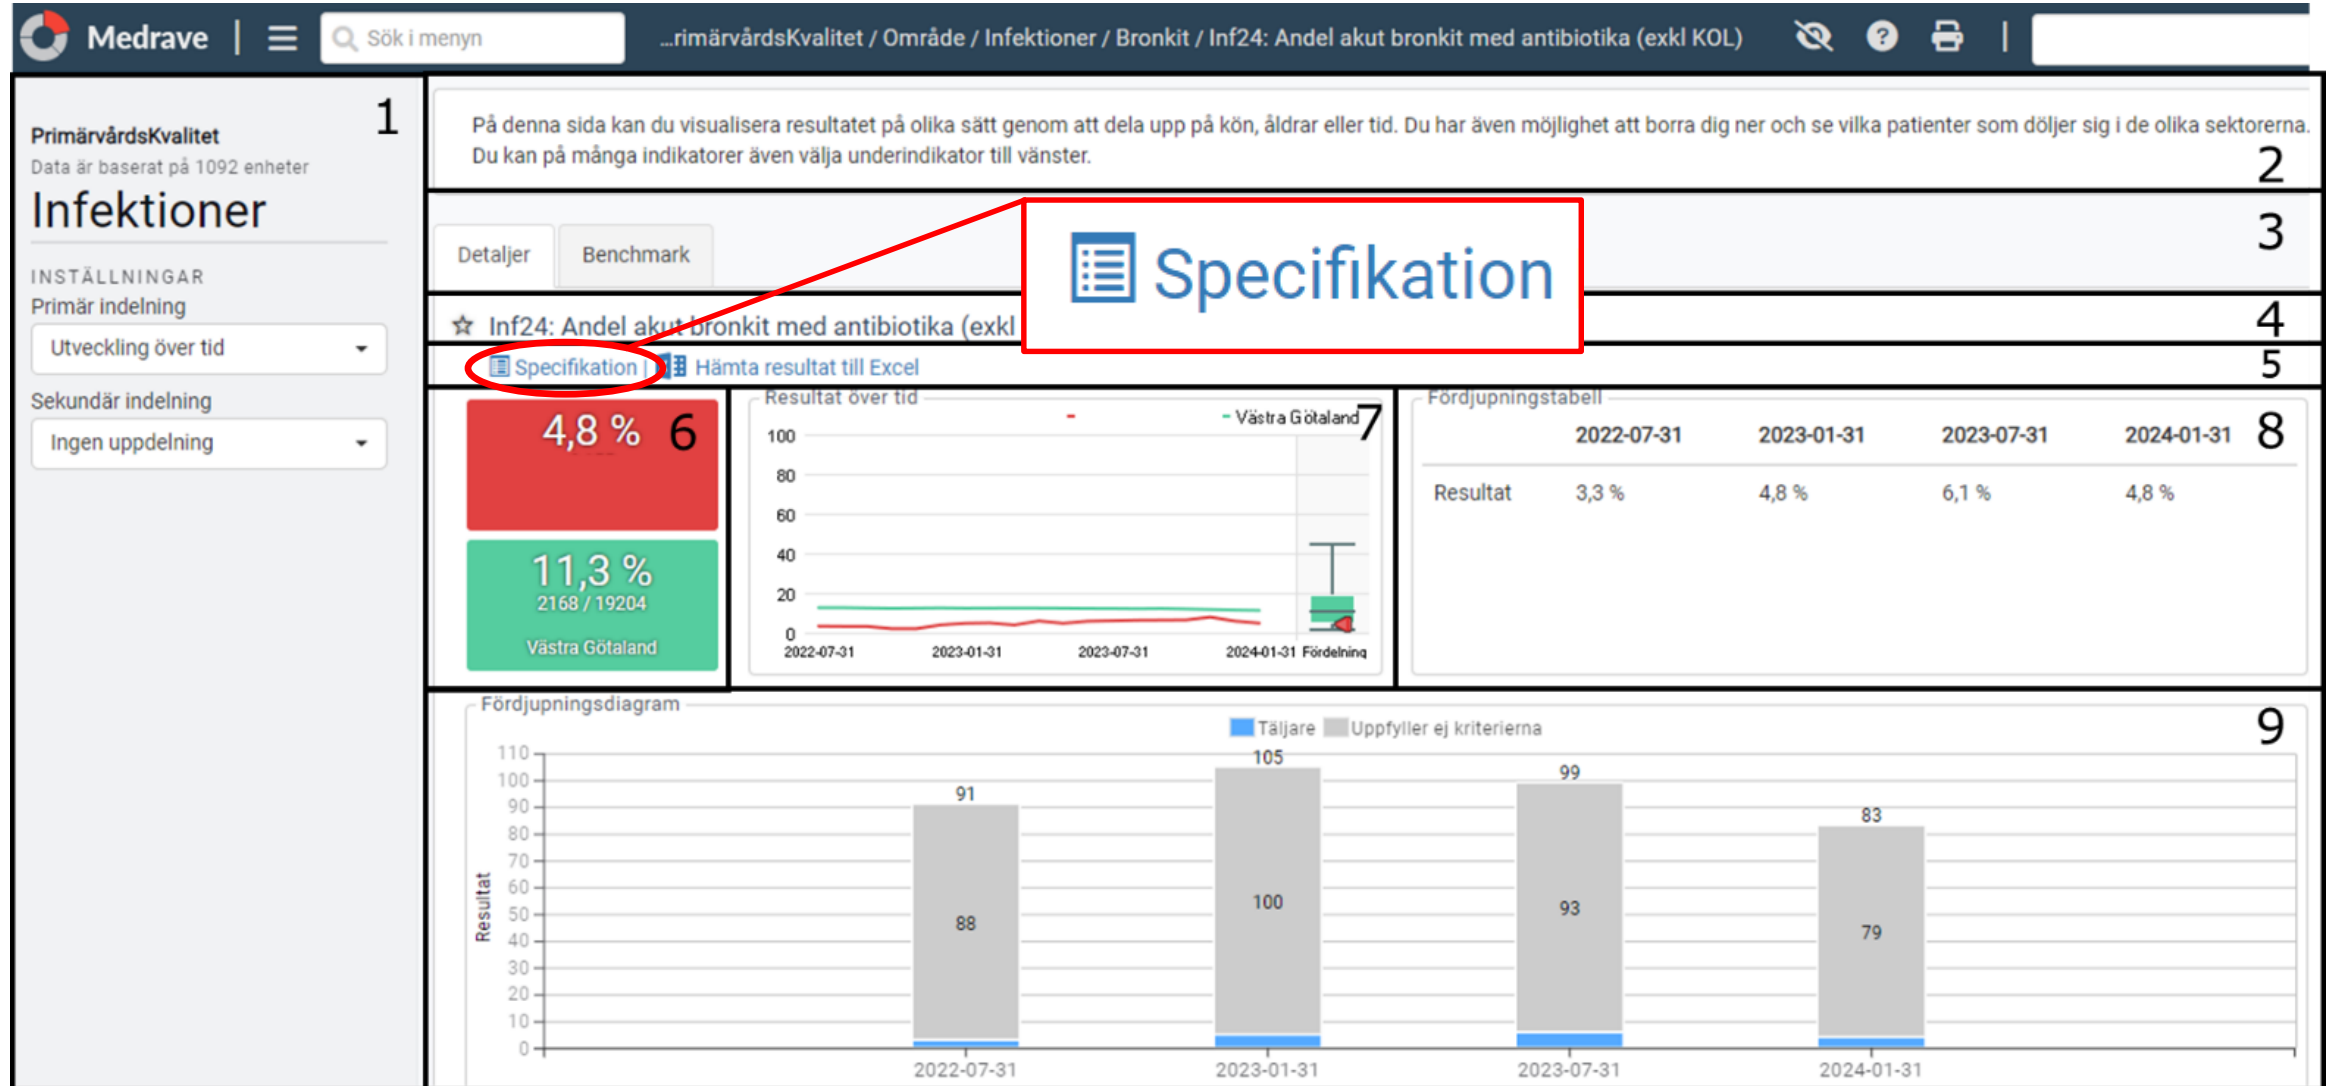 Medrave | Sök i menyn ...rimärvårdsKvalitet / Område / Infektioner / Bronkit / Inf24: Andel akut bronkit med antibiotika (exkl KOL) ? |
1
PrimärvårdsKvalitet
Data är baserat på 1092 enheter
Infektioner
INSTÄLLNINGAR
Primär indelning
Utveckling över tid
Sekundär indelning
Ingen uppdelning
På denna sida kan du visualisera resultatet på olika sätt genom att dela upp på kön, åldrar eller tid. Du har även möjlighet att borra dig ner och se vilka patienter som döljer sig i de olika sektorerna.
Du kan på många indikatorer även välja underindikator till vänster.
2
3
Detaljer Benchmark
Specifikation
Inf24: Andel akut bronkit med antibiotika (exkl
4
Specifikation | Hämta resultat till Excel
5
4,8 %
6
11,3 %
2168 / 19204
Västra Götaland
Resultat över tid
- - Västra Götaland
7
100
80
60
40
20
0
2022-07-31 2023-01-31 2023-07-31 2024-01-31 Fördelning
Fördjupningstabell
2022-07-31 2023-01-31 2023-07-31 2024-01-31
8
Resultat 3,3 % 4,8 % 6,1 % 4,8 %
Fördjupningsdiagram
9
Täljare Uppfyller ej kriterierna
Resultat
110
100
90
80
70
60
50
40
30
20
10
0
91
88
105
100
99
93
83
79
2022-07-31 2023-01-31 2023-07-31 2024-01-31